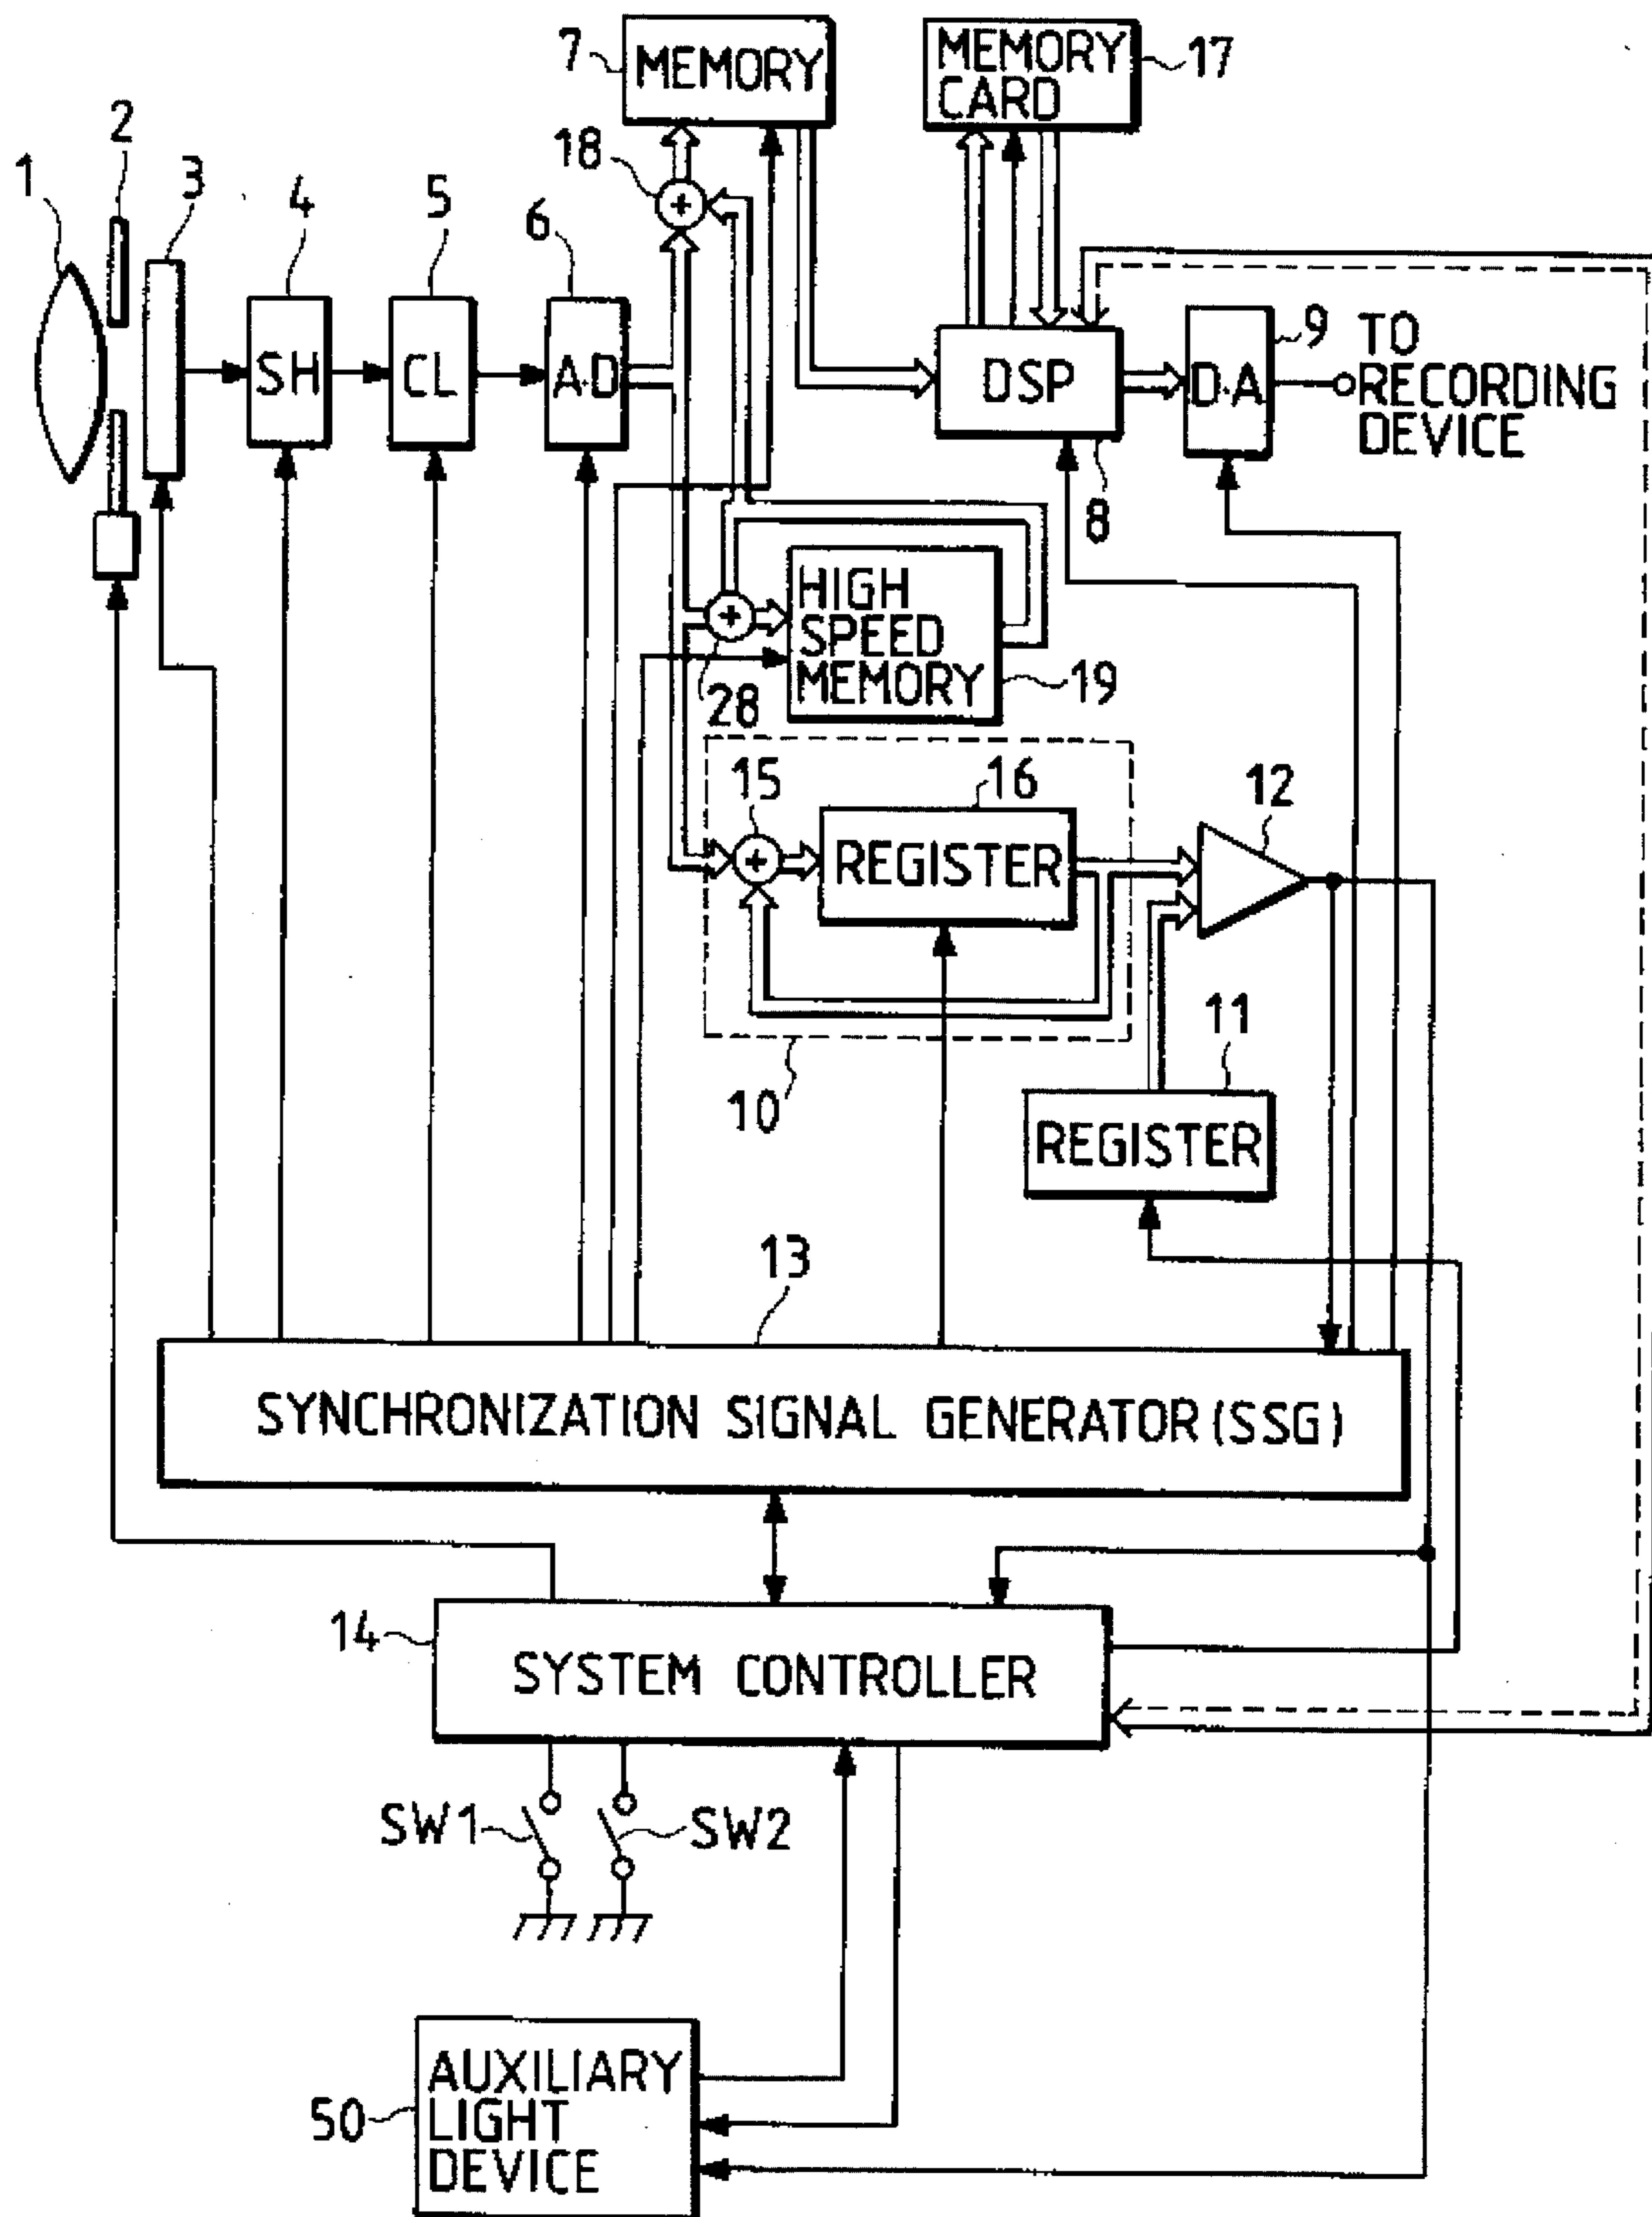 7
MEMORY
MEMORY
CARD
17
2
18
1
3
4
5
6
SH
CL
A·D
DSP
D·A
9
TO
RECORDING
DEVICE
8
HIGH
SPEED
MEMORY
28
19
15
16
12
REGISTER
10
11
REGISTER
13
SYNCHRONIZATION SIGNAL GENERATOR (SSG)
14
SYSTEM CONTROLLER
SW1
SW2
50
AUXILIARY
LIGHT
DEVICE